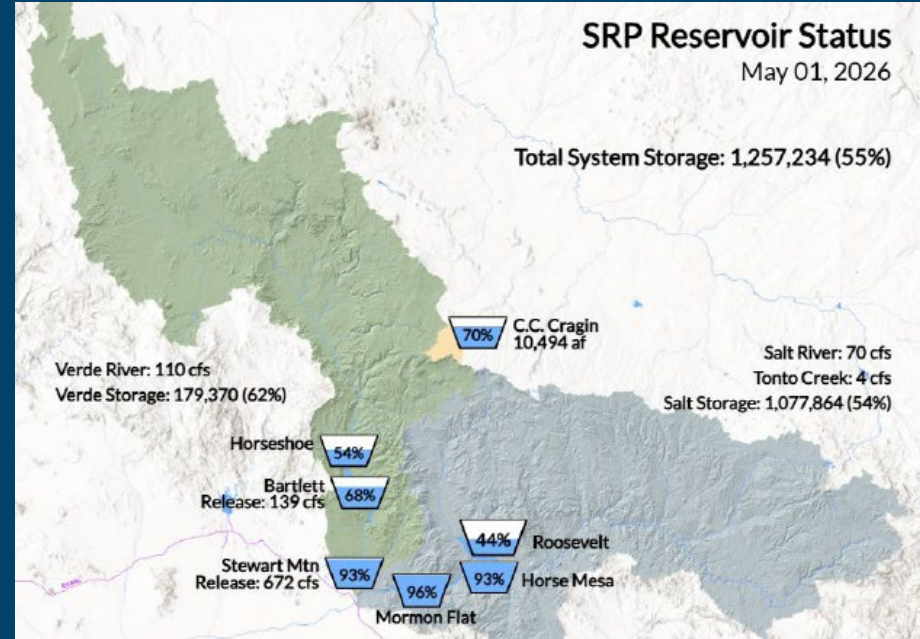 SRP Reservoir Status
May 01, 2026
Total System Storage: 1,257,234 (55%)
70%
C.C. Cragin
10,494 af
Verde River: 110 cfs
Verde Storage: 179,370 (62%)
Salt River: 70 cfs
Tonto Creek: 4 cfs
Salt Storage: 1,077,864 (54%)
Horseshoe
54%
Bartlett
Release: 139 cfs
68%
44%
Roosevelt
Stewart Mtn
Release: 672 cfs
93%
96%
Mormon Flat
93%
Horse Mesa